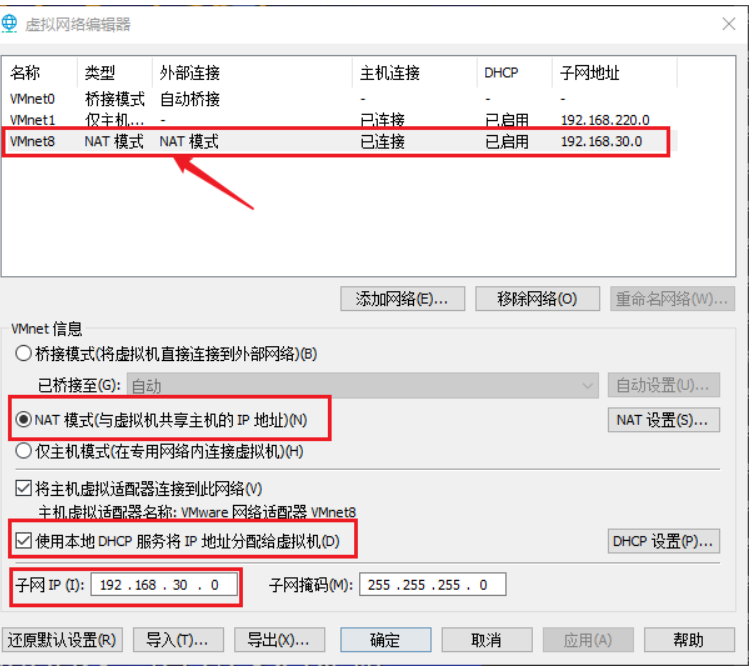 虚拟网络编辑器
名称 类型 外部连接 主机连接 DHCP 子网地址
VMnet0 桥接模式 自动桥接 - - -
VMnet1 仅主机... - 已连接 已启用 192.168.220.0
VMnet8 NAT 模式 NAT 模式 已连接 已启用 192.168.30.0
添加网络(E)... 移除网络(O) 重命名网络(W)...
VMnet 信息
桥接模式(将虚拟机直接连接到外部网络)(B)
已桥接至(G): 自动 自动设置(U)...
NAT 模式(与虚拟机共享主机的 IP 地址)(N) NAT 设置(S)...
仅主机模式(在专用网络内连接虚拟机)(H)
将主机虚拟适配器连接到此网络(V)
主机虚拟适配器名称: VMware 网络适配器 VMnet8
使用本地 DHCP 服务将 IP 地址分配给虚拟机(D) DHCP 设置(P)...
子网 IP (I): 192 . 168 . 30 . 0 子网掩码(M): 255 . 255 . 255 . 0
还原默认设置(R) 导入(T)... 导出(X)... 确定 取消 应用(A) 帮助